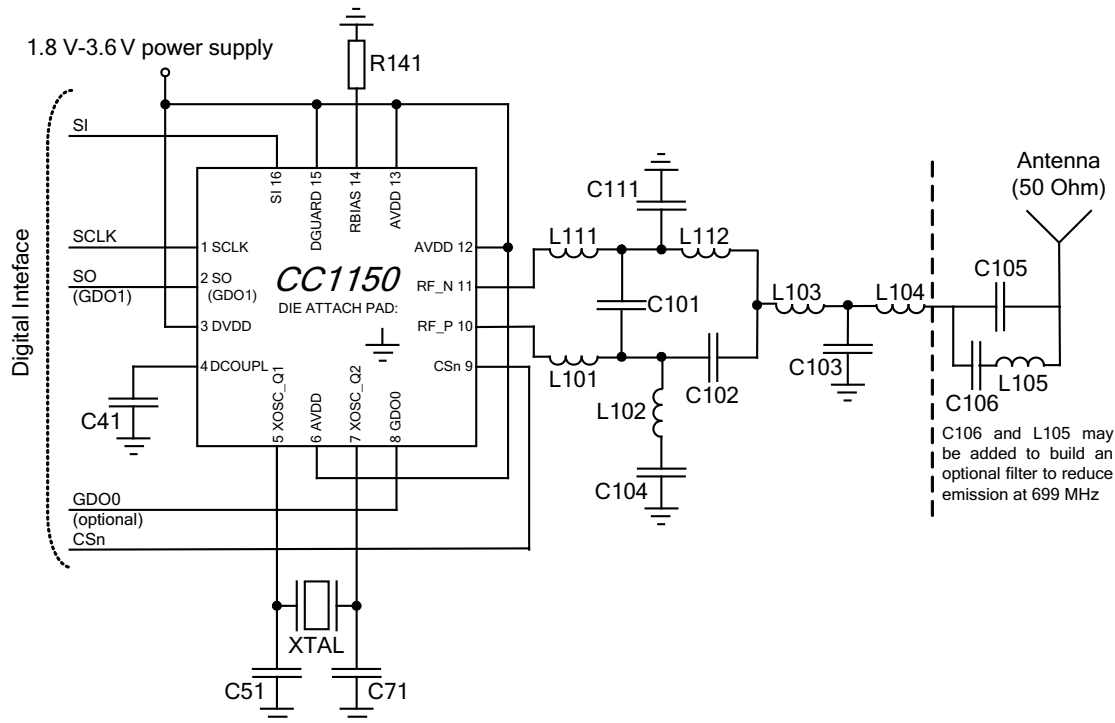 1.8 V-3.6 V power supply
R141
Digital Inteface
SI
SI 16
DGUARD 15
RBIAS 14
AVDD 13
Antenna
(50 Ohm)
C111
SCLK
1 SCLK
AVDD 12
L111
L112
SO
(GDO1)
2 SO
(GDO1)
CC1150
RF_N 11
C105
DIE ATTACH PAD:
C101
L103
L104
3 DVDD
RF_P 10
4 DCOUPL
CSn 9
L101
C102
C103
L105
C106
C41
5 XOSC_Q1
6 AVDD
7 XOSC_Q2
8 GDO0
L102
C106 and L105 may
be added to build an
optional filter to reduce
emission at 699 MHz
C104
GDO0
(optional)
CSn
XTAL
C51
C71